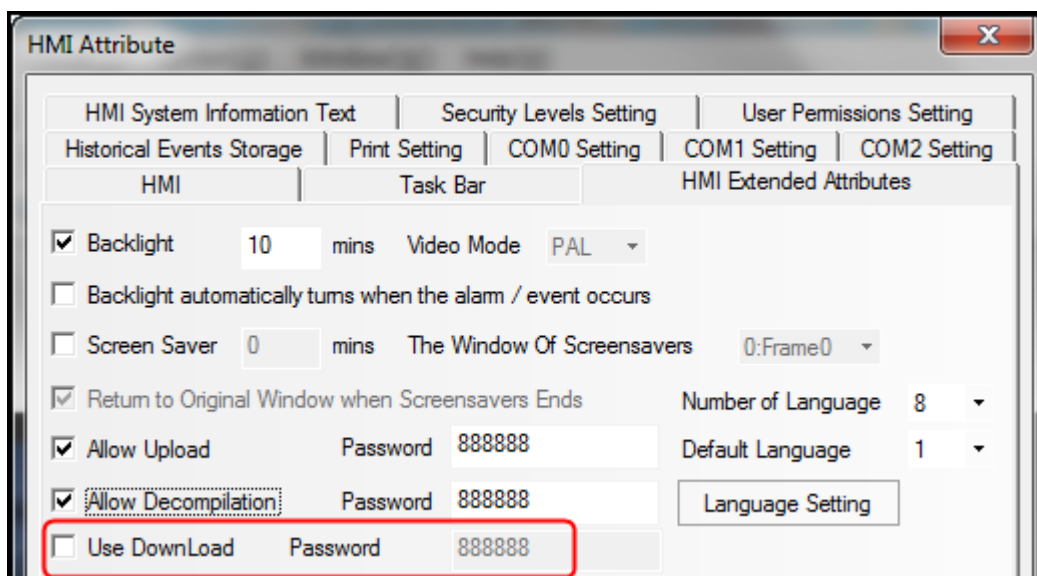 HMI Attribute
HMI System Information Text Security Levels Setting User Permissions Setting
Historical Events Storage Print Setting COM0 Setting COM1 Setting COM2 Setting
HMI Task Bar HMI Extended Attributes
Backlight 10 mins Video Mode PAL
Backlight automatically turns when the alarm / event occurs
Screen Saver 0 mins The Window Of Screensavers 0:Frame0
Return to Original Window when Screensavers Ends Number of Language 8
Allow Upload Password 888888 Default Language 1
Allow Decompilation Password 888888 Language Setting
Use DownLoad Password 888888